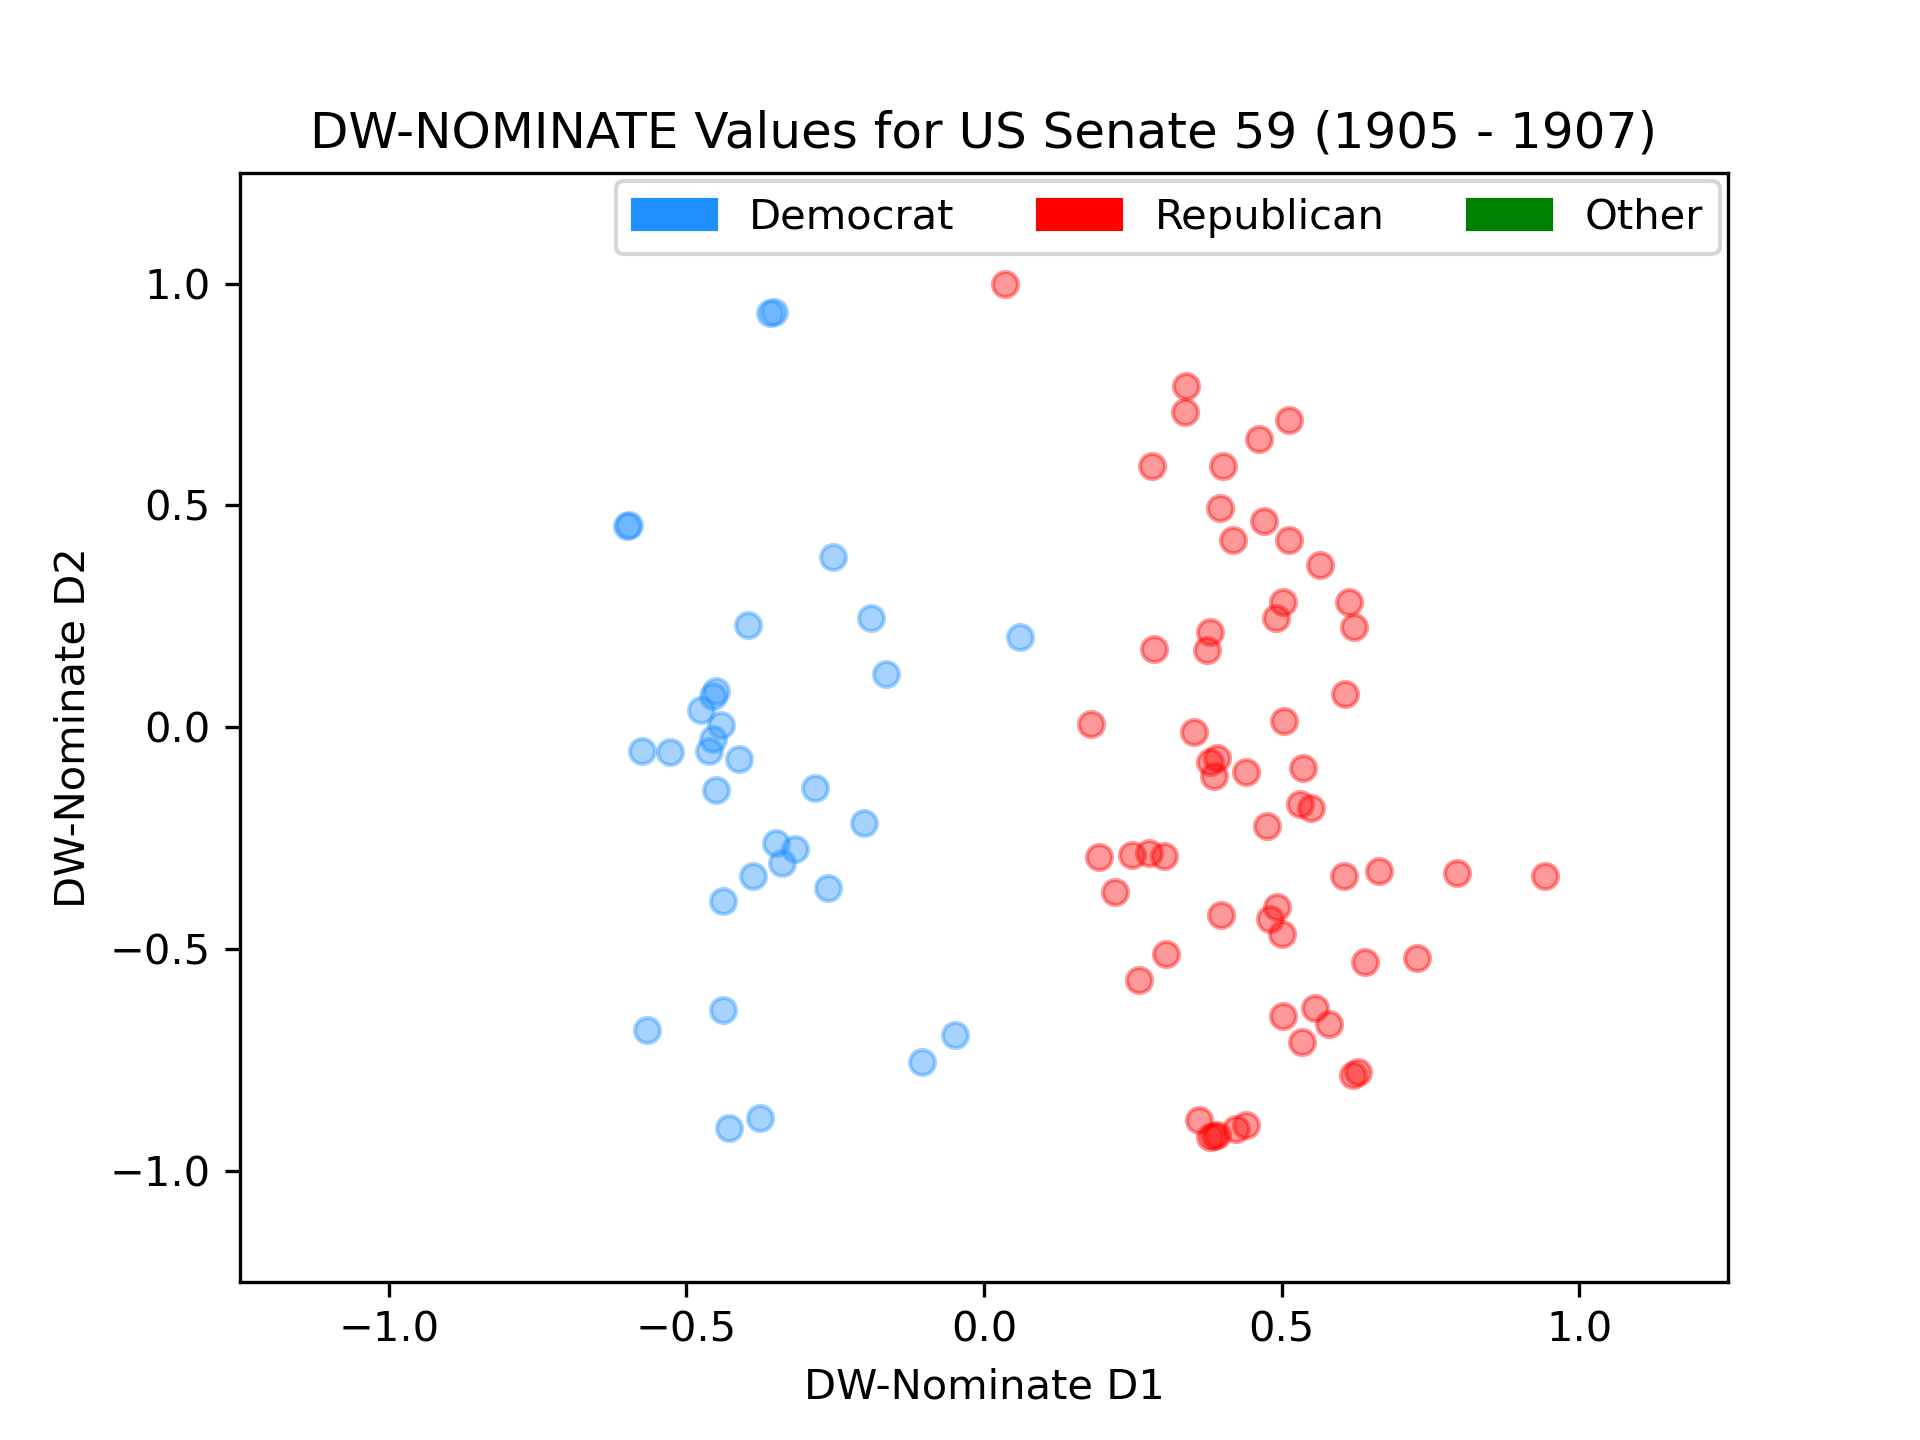 DW-NOMINATE Values for US Senate 59 (1905 - 1907)
Democrat Republican Other
1.0
0.5
0.0
−0.5
−1.0
DW-Nominate D2
−1.0 −0.5 0.0 0.5 1.0
DW-Nominate D1